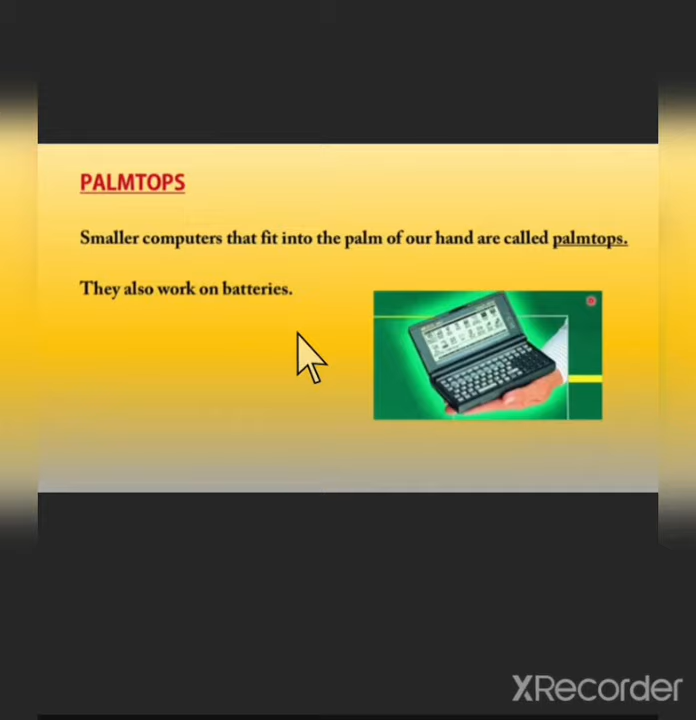 PALMTOPS
Smaller computers that fit into the palm of our hand are called palmtops.
They also work on batteries.
XRecorder